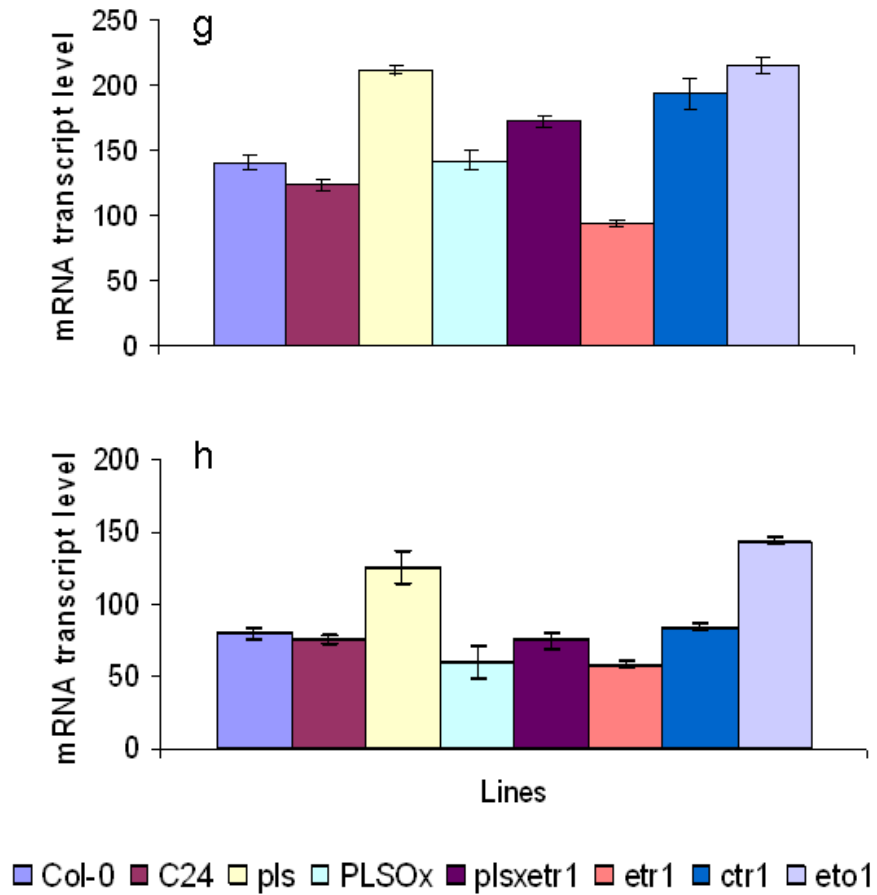 g
mRNA transcript level
250
200
150
100
50
0
h
mRNA transcript level
200
150
100
50
0
Lines
Col-0 C24 pls PLSOx plsxetr1 etr1 ctr1 eto1